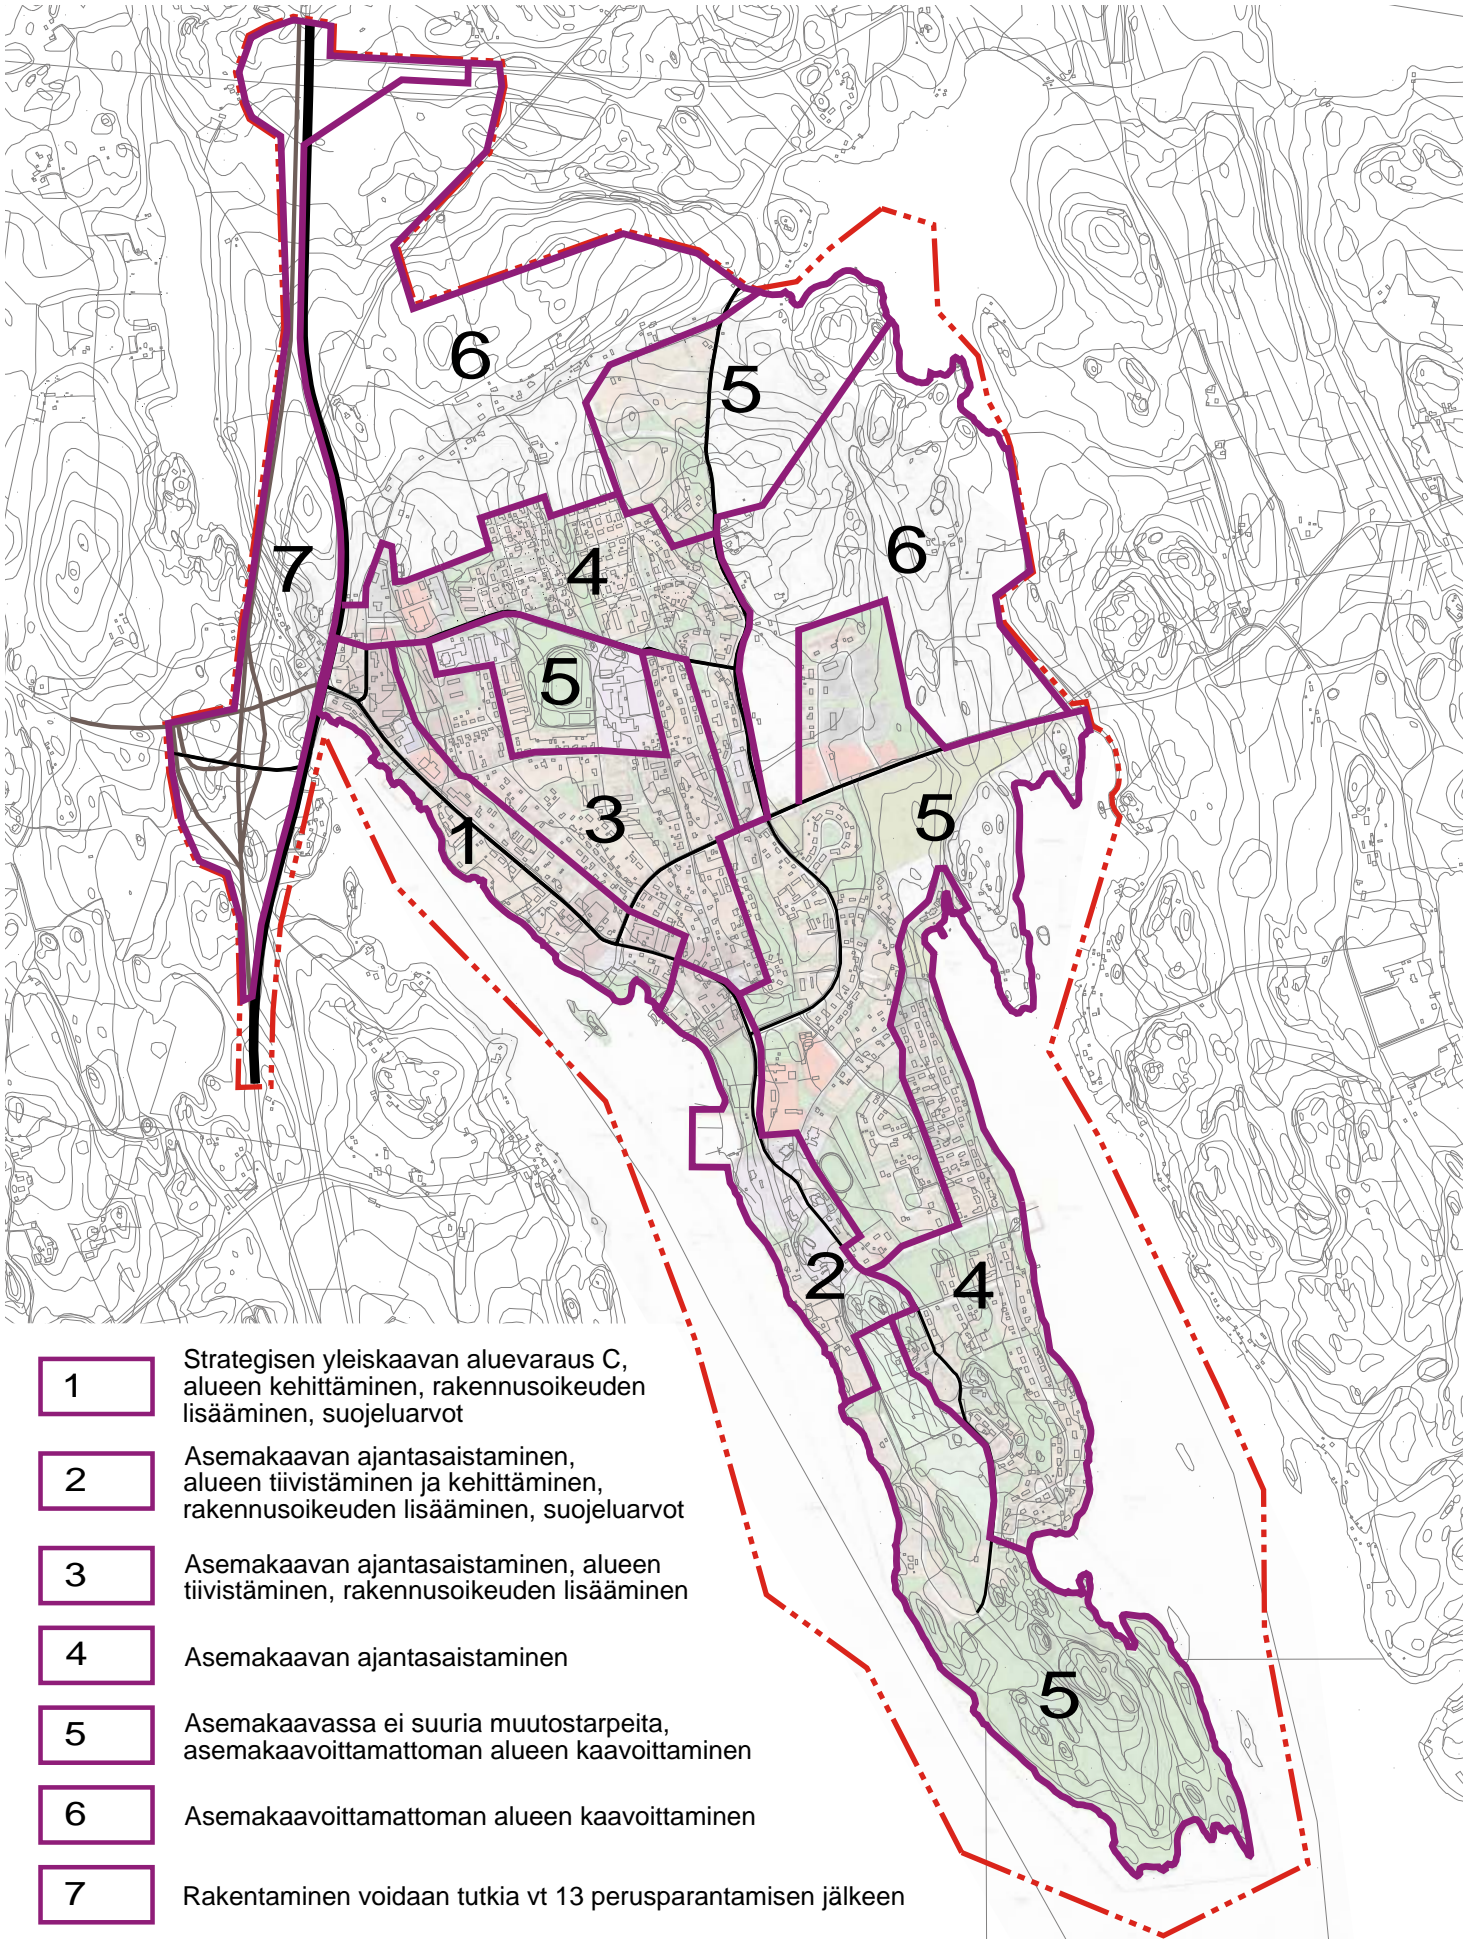 6
5
6
7
4
5
3
5
1
2
4
5
1
Strategisen yleiskaavan aluevaraus C,
alueen kehittäminen, rakennusoikeuden
lisääminen, suojeluarvot
2
Asemakaavan ajantasaistaminen,
alueen tiivistäminen ja kehittäminen,
rakennusoikeuden lisääminen, suojeluarvot
3
Asemakaavan ajantasaistaminen, alueen
tiivistäminen, rakennusoikeuden lisääminen
4
Asemakaavan ajantasaistaminen
5
Asemakaavassa ei suuria muutostarpeita,
asemakaavoittamattoman alueen kaavoittaminen
6
Asemakaavoittamattoman alueen kaavoittaminen
7
Rakentaminen voidaan tutkia vt 13 perusparantamisen jälkeen